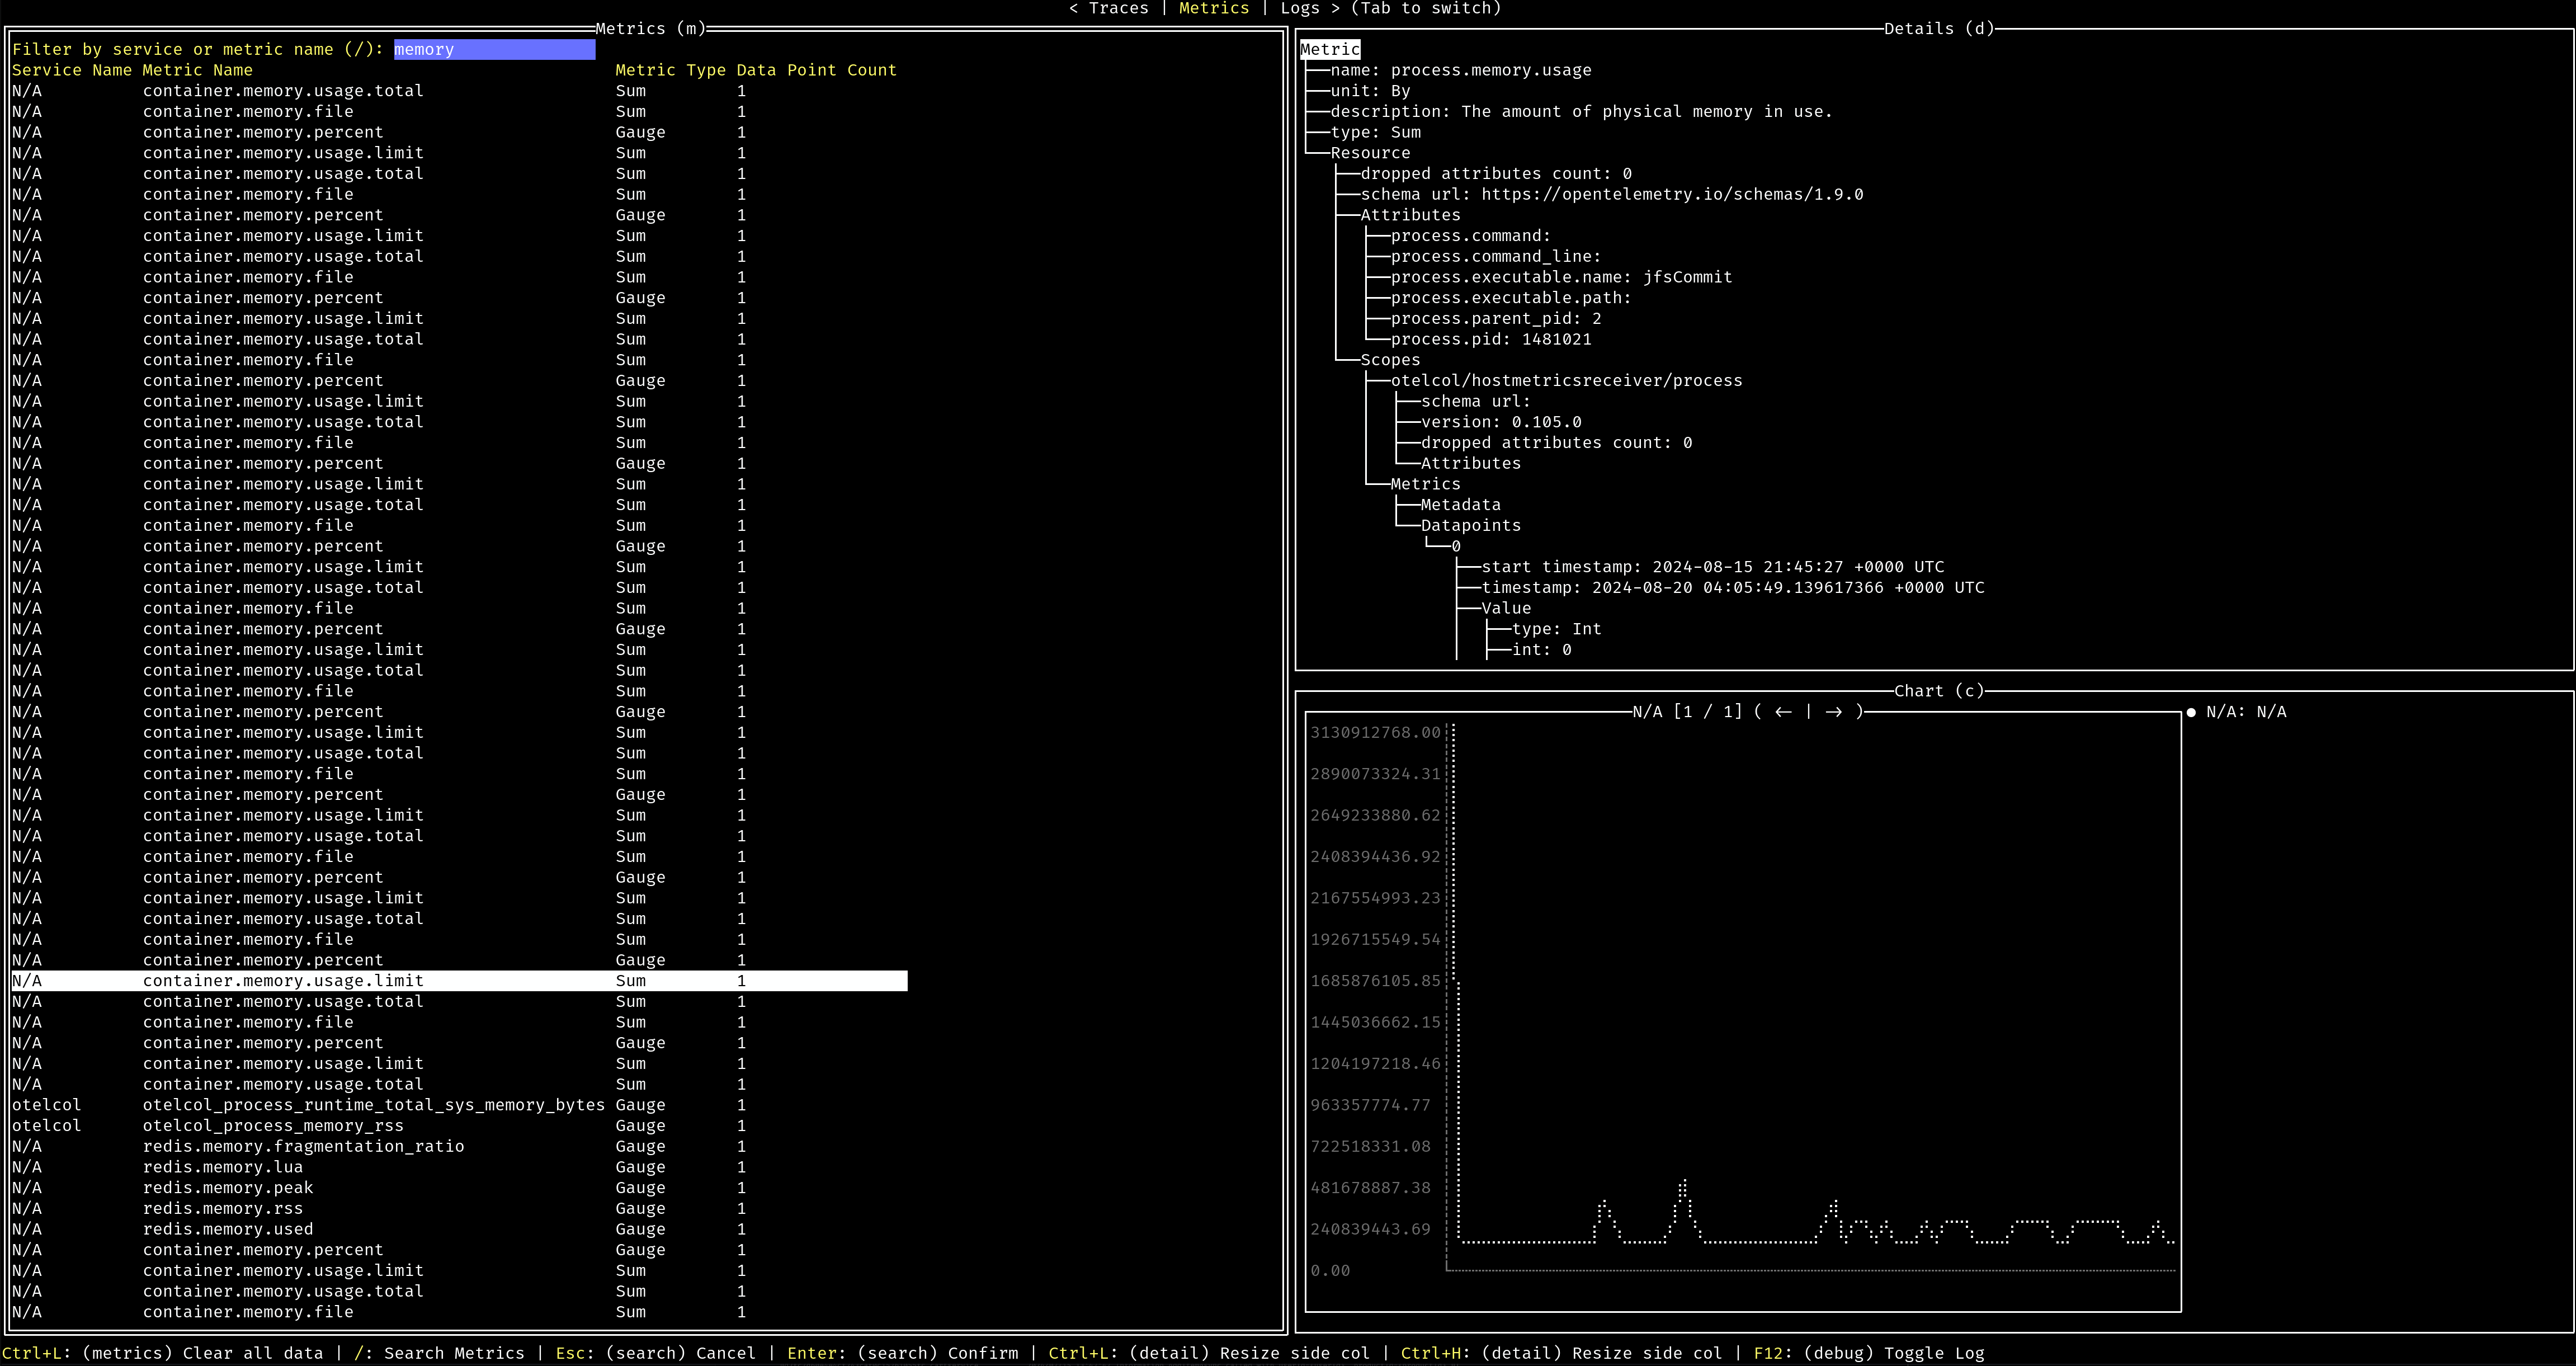 < Traces | Metrics | Logs > (Tab to switch)
Metrics (m)
Filter by service or metric name (/): memory
Service Name Metric Name Metric Type Data Point Count
N/A container.memory.usage.total Sum 1
N/A container.memory.file Sum 1
N/A container.memory.percent Gauge 1
N/A container.memory.usage.limit Sum 1
N/A container.memory.usage.total Sum 1
N/A container.memory.file Sum 1
N/A container.memory.percent Gauge 1
N/A container.memory.usage.limit Sum 1
N/A container.memory.usage.total Sum 1
N/A container.memory.file Sum 1
N/A container.memory.percent Gauge 1
N/A container.memory.usage.limit Sum 1
N/A container.memory.usage.total Sum 1
N/A container.memory.file Sum 1
N/A container.memory.percent Gauge 1
N/A container.memory.usage.limit Sum 1
N/A container.memory.usage.total Sum 1
N/A container.memory.file Sum 1
N/A container.memory.percent Gauge 1
N/A container.memory.usage.limit Sum 1
N/A container.memory.usage.total Sum 1
N/A container.memory.file Sum 1
N/A container.memory.percent Gauge 1
N/A container.memory.usage.limit Sum 1
N/A container.memory.usage.total Sum 1
N/A container.memory.file Sum 1
N/A container.memory.percent Gauge 1
N/A container.memory.usage.limit Sum 1
N/A container.memory.usage.total Sum 1
N/A container.memory.file Sum 1
N/A container.memory.percent Gauge 1
N/A container.memory.usage.limit Sum 1
N/A container.memory.usage.total Sum 1
N/A container.memory.file Sum 1
N/A container.memory.percent Gauge 1
N/A container.memory.usage.limit Sum 1
N/A container.memory.usage.total Sum 1
N/A container.memory.file Sum 1
N/A container.memory.percent Gauge 1
N/A container.memory.usage.limit Sum 1
N/A container.memory.usage.total Sum 1
N/A container.memory.file Sum 1
N/A container.memory.percent Gauge 1
N/A container.memory.usage.limit Sum 1
N/A container.memory.usage.total Sum 1
N/A container.memory.file Sum 1
N/A container.memory.percent Gauge 1
N/A container.memory.usage.limit Sum 1
N/A container.memory.usage.total Sum 1
otelcol otelcol_process_runtime_total_sys_memory_bytes Gauge 1
otelcol otelcol_process_memory_rss Gauge 1
N/A redis.memory.fragmentation_ratio Gauge 1
N/A redis.memory.lua Gauge 1
N/A redis.memory.peak Gauge 1
N/A redis.memory.rss Gauge 1
N/A redis.memory.used Gauge 1
N/A container.memory.percent Gauge 1
N/A container.memory.usage.limit Sum 1
N/A container.memory.usage.total Sum 1
N/A container.memory.file Sum 1
Details (d)
Metric
name: process.memory.usage
unit: By
description: The amount of physical memory in use.
type: Sum
Resource
dropped attributes count: 0
schema url: https://opentelemetry.io/schemas/1.9.0
Attributes
process.command:
process.command_line:
process.executable.name: jfsCommit
process.executable.path:
process.parent_pid: 2
process.pid: 1481021
Scopes
otelcol/hostmetricsreceiver/process
schema url:
version: 0.105.0
dropped attributes count: 0
Attributes
Metrics
Metadata
Datapoints
0
start timestamp: 2024-08-15 21:45:27 +0000 UTC
timestamp: 2024-08-20 04:05:49.139617366 +0000 UTC
Value
type: Int
int: 0
Chart (c)
N/A [1 / 1] ( ← | → )
● N/A: N/A
3130912768.00
2890073324.31
2649233880.62
2408394436.92
2167554993.23
1926715549.54
1685876105.85
1445036662.15
1204197218.46
963357774.77
722518331.08
481678887.38
240839443.69
0.00
Ctrl+L: (metrics) Clear all data | /: Search Metrics | Esc: (search) Cancel | Enter: (search) Confirm | Ctrl+L: (detail) Resize side col | Ctrl+H: (detail) Resize side col | F12: (debug) Toggle Log